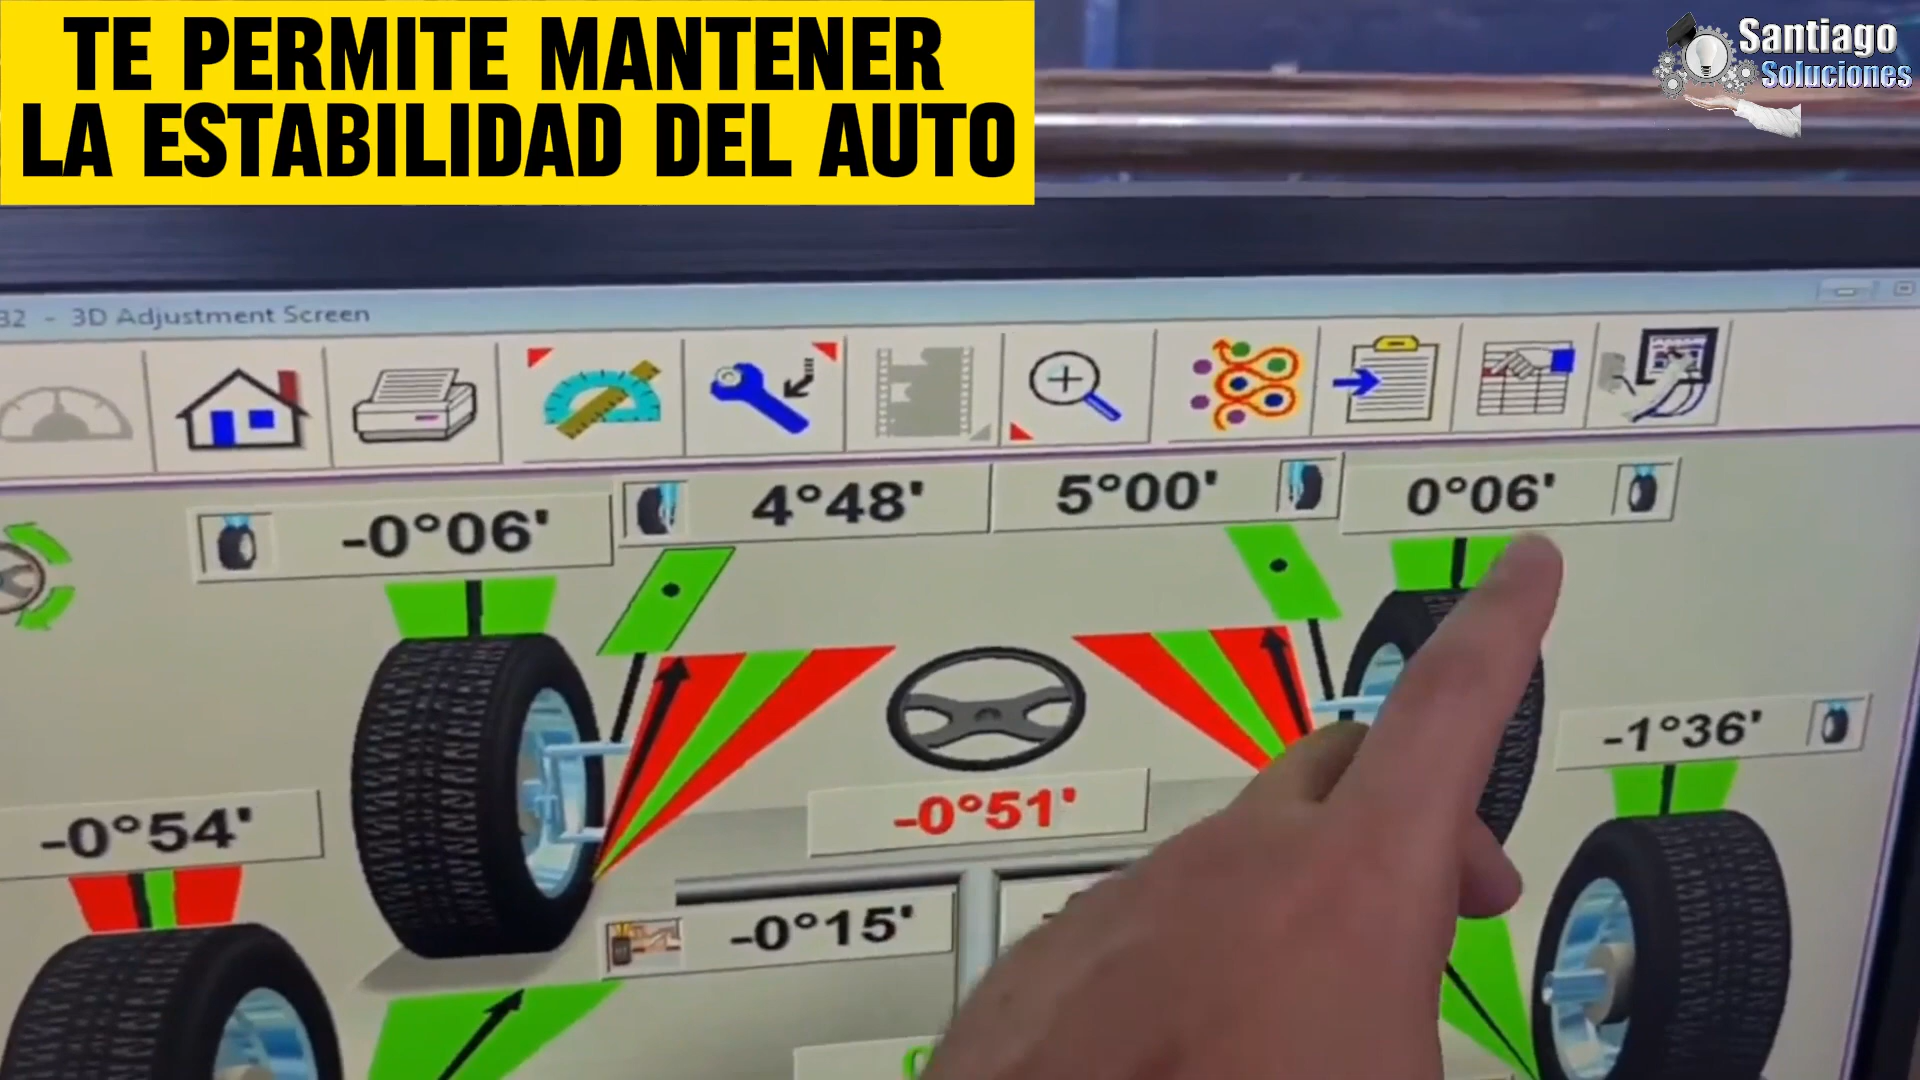 TE PERMITE MANTENER
LA ESTABILIDAD DEL AUTO
Santiago
Soluciones
32 - 3D Adjustment Screen
-0°06'
4°48'
5°00'
0°06'
-1°36'
-0°54'
-0°51'
-0°15'